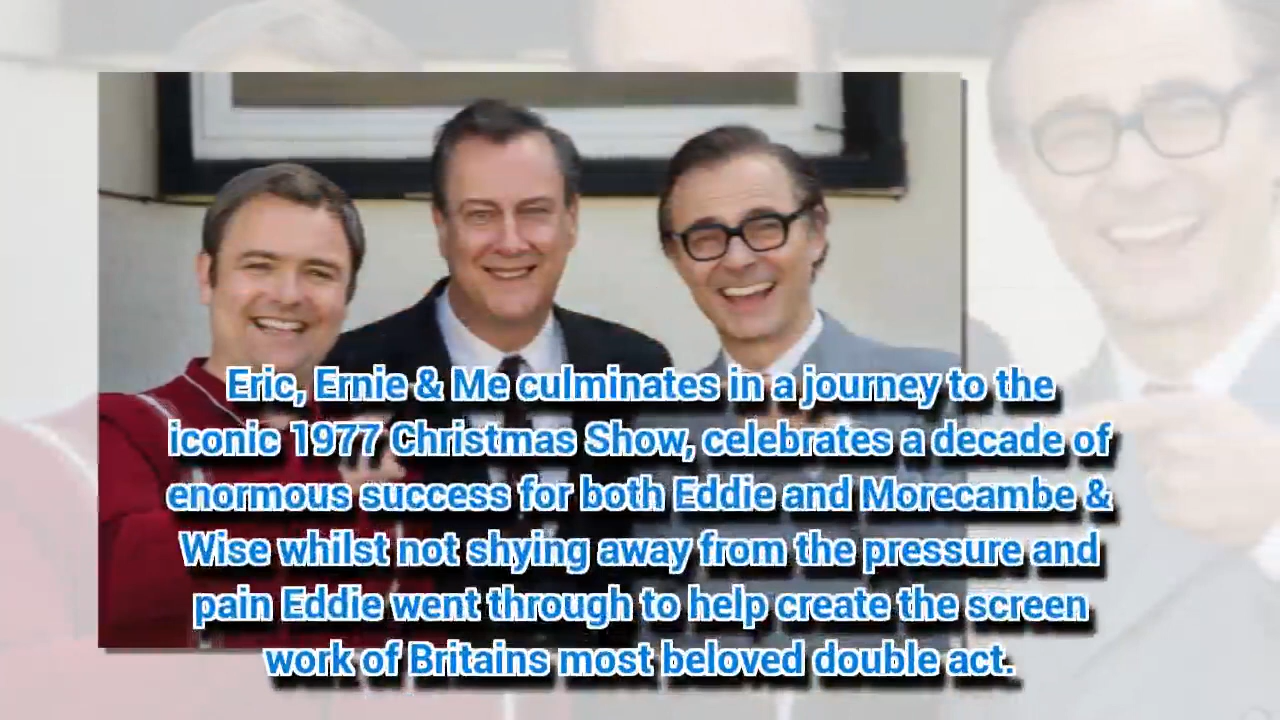 Eric, Ernie & Me culminates in a journey to the
iconic 1977 Christmas Show, celebrates a decade of
enormous success for both Eddie and Morecambe &
Wise whilst not shying away from the pressure and
pain Eddie went through to help create the screen
work of Britains most beloved double act.